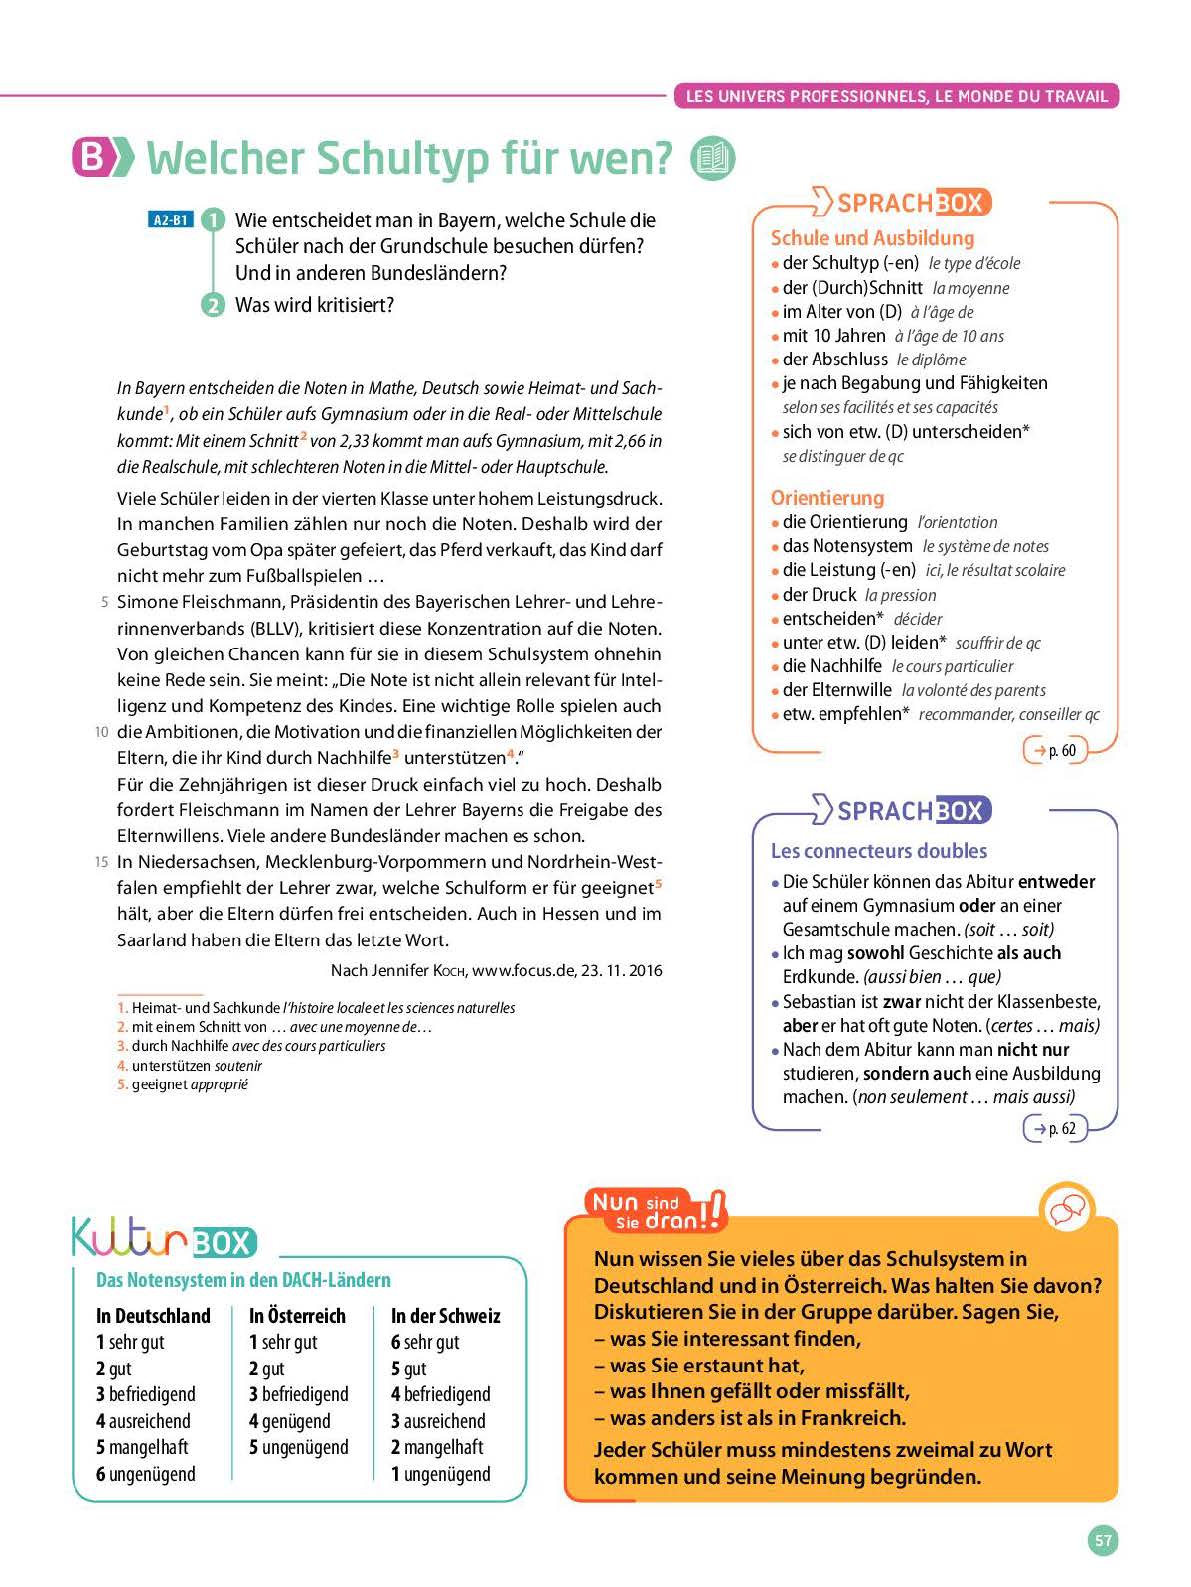 LES UNIVERS PROFESSIONNELS, LE MONDE DU TRAVAIL
B Welcher Schultyp für wen?
A2-B1
1 Wie entscheidet man in Bayern, welche Schule die
Schüler nach der Grundschule besuchen dürfen?
Und in anderen Bundesländern?
2 Was wird kritisiert?
In Bayern entscheiden die Noten in Mathe, Deutsch sowie Heimat- und Sach-
kunde1, ob ein Schüler aufs Gymnasium oder in die Real- oder Mittelschule
kommt: Mit einem Schnitt2 von 2,33 kommt man aufs Gymnasium, mit 2,66 in
die Realschule, mit schlechteren Noten in die Mittel- oder Hauptschule.
Viele Schüler leiden in der vierten Klasse unter hohem Leistungsdruck.
In manchen Familien zählen nur noch die Noten. Deshalb wird der
Geburtstag vom Opa später gefeiert, das Pferd verkauft, das Kind darf
nicht mehr zum Fußballspielen …
5 Simone Fleischmann, Präsidentin des Bayerischen Lehrer- und Lehre-
rinnenverbands (BLLV), kritisiert diese Konzentration auf die Noten.
Von gleichen Chancen kann für sie in diesem Schulsystem ohnehin
keine Rede sein. Sie meint: „Die Note ist nicht allein relevant für Intel-
ligenz und Kompetenz des Kindes. Eine wichtige Rolle spielen auch
10 die Ambitionen, die Motivation und die finanziellen Möglichkeiten der
Eltern, die ihr Kind durch Nachhilfe3 unterstützen4.“
Für die Zehnjährigen ist dieser Druck einfach viel zu hoch. Deshalb
fordert Fleischmann im Namen der Lehrer Bayerns die Freigabe des
Elternwillens. Viele andere Bundesländer machen es schon.
15 In Niedersachsen, Mecklenburg-Vorpommern und Nordrhein-West-
falen empfiehlt der Lehrer zwar, welche Schulform er für geeignet5
hält, aber die Eltern dürfen frei entscheiden. Auch in Hessen und im
Saarland haben die Eltern das letzte Wort.
Nach Jennifer KOCH, www.focus.de, 23. 11. 2016
1. Heimat- und Sachkunde l’histoire locale et les sciences naturelles
2. mit einem Schnitt von … avec une moyenne de…
3. durch Nachhilfe avec des cours particuliers
4. unterstützen soutenir
5. geeignet approprié
SPRACHBOX
Schule und Ausbildung
• der Schultyp (-en) le type d’école
• der (Durch)Schnitt la moyenne
• im Alter von (D) à l’âge de
• mit 10 Jahren à l’âge de 10 ans
• der Abschluss le diplôme
• je nach Begabung und Fähigkeiten
selon ses facilités et ses capacités
• sich von etw. (D) unterscheiden*
se distinguer de qc
Orientierung
• die Orientierung l’orientation
• das Notensystem le système de notes
• die Leistung (-en) ici, le résultat scolaire
• der Druck la pression
• entscheiden* décider
• unter etw. (D) leiden* souffrir de qc
• die Nachhilfe le cours particulier
• der Elternwille la volonté des parents
• etw. empfehlen* recommander, conseiller qc
→ p. 60
SPRACHBOX
Les connecteurs doubles
• Die Schüler können das Abitur entweder
auf einem Gymnasium oder an einer
Gesamtschule machen. (soit … soit)
• Ich mag sowohl Geschichte als auch
Erdkunde. (aussi bien … que)
• Sebastian ist zwar nicht der Klassenbeste,
aber er hat oft gute Noten. (certes … mais)
• Nach dem Abitur kann man nicht nur
studieren, sondern auch eine Ausbildung
machen. (non seulement … mais aussi)
→ p. 62
Kultur BOX
Das Notensystem in den DACH-Ländern
In Deutschland
1 sehr gut
2 gut
3 befriedigend
4 ausreichend
5 mangelhaft
6 ungenügend
In Österreich
1 sehr gut
2 gut
3 befriedigend
4 genügend
5 ungenügend
In der Schweiz
6 sehr gut
5 gut
4 befriedigend
3 ausreichend
2 mangelhaft
1 ungenügend
Nun sind
Sie dran!!
Nun wissen Sie vieles über das Schulsystem in
Deutschland und in Österreich. Was halten Sie davon?
Diskutieren Sie in der Gruppe darüber. Sagen Sie,
– was Sie interessant finden,
– was Sie erstaunt hat,
– was Ihnen gefällt oder missfällt,
– was anders ist als in Frankreich.
Jeder Schüler muss mindestens zweimal zu Wort
kommen und seine Meinung begründen.
57